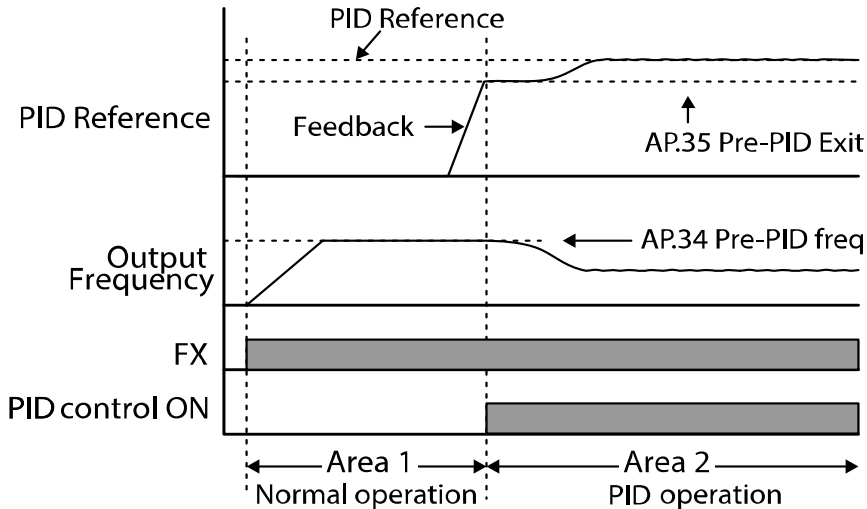 PID Reference
PID Reference
Feedback
AP.35 Pre-PID Exit
Output
Frequency
AP.34 Pre-PID freq
FX
PID control ON
Area 1
Area 2
Normal operation
PID operation